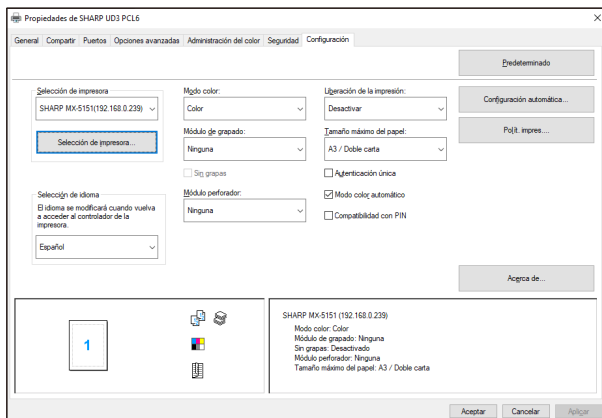 Propiedades de SHARP UD3 PCL6
General Compartir Puertos Opciones avanzadas Administración del color Seguridad Configuración
Predeterminado
Selección de impresora
SHARP MX-5151(192.168.0.239)
Selección de impresora...
Modo color:
Color
Liberación de la impresión:
Desactivar
Configuración automática...
Módulo de grapado:
Ninguna
Tamaño máximo del papel:
A3 / Doble carta
Polít. impres....
Sin grapas
Autenticación única
Selección de idioma
El idioma se modificará cuando vuelva
a acceder al controlador de la
impresora.
Español
Módulo perforador:
Ninguna
Modo color automático
Compatibilidad con PIN
Acerca de...
1
SHARP MX-5151 (192.168.0.239)
Modo color: Color
Módulo de grapado: Ninguna
Sin grapas: Desactivado
Módulo perforador: Ninguna
Tamaño máximo del papel: A3 / Doble carta
Aceptar Cancelar Aplicar